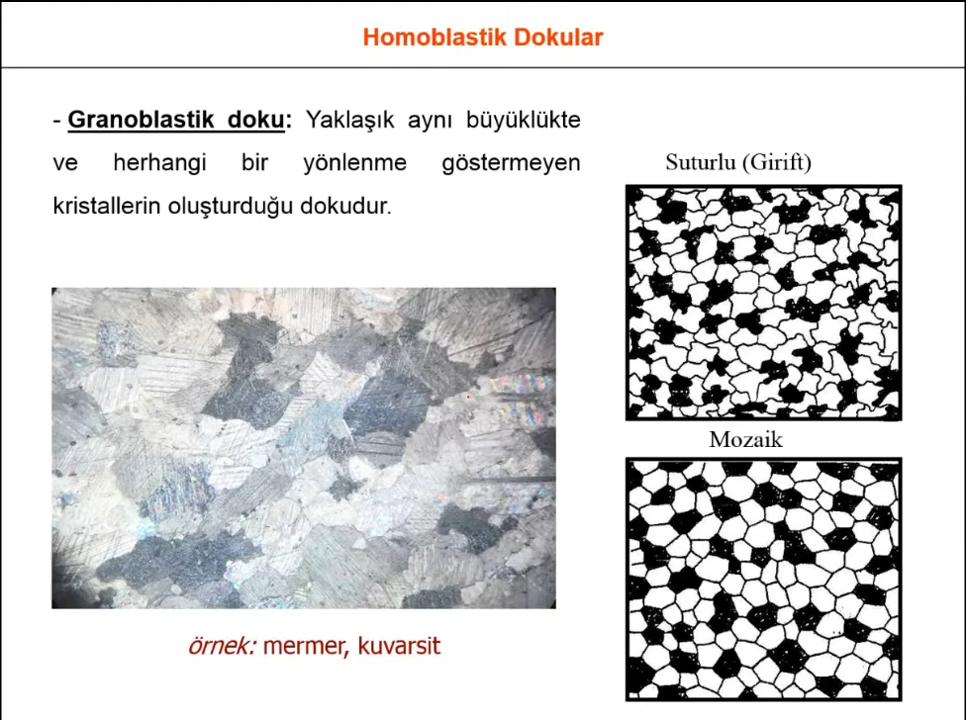 Homoblastik Dokular
- Granoblastik doku: Yaklaşık aynı büyüklükte
ve herhangi bir yönlenme göstermeyen
kristallerin oluşturduğu dokudur.
Suturlu (Girift)
Mozaik
örnek: mermer, kuvarsit